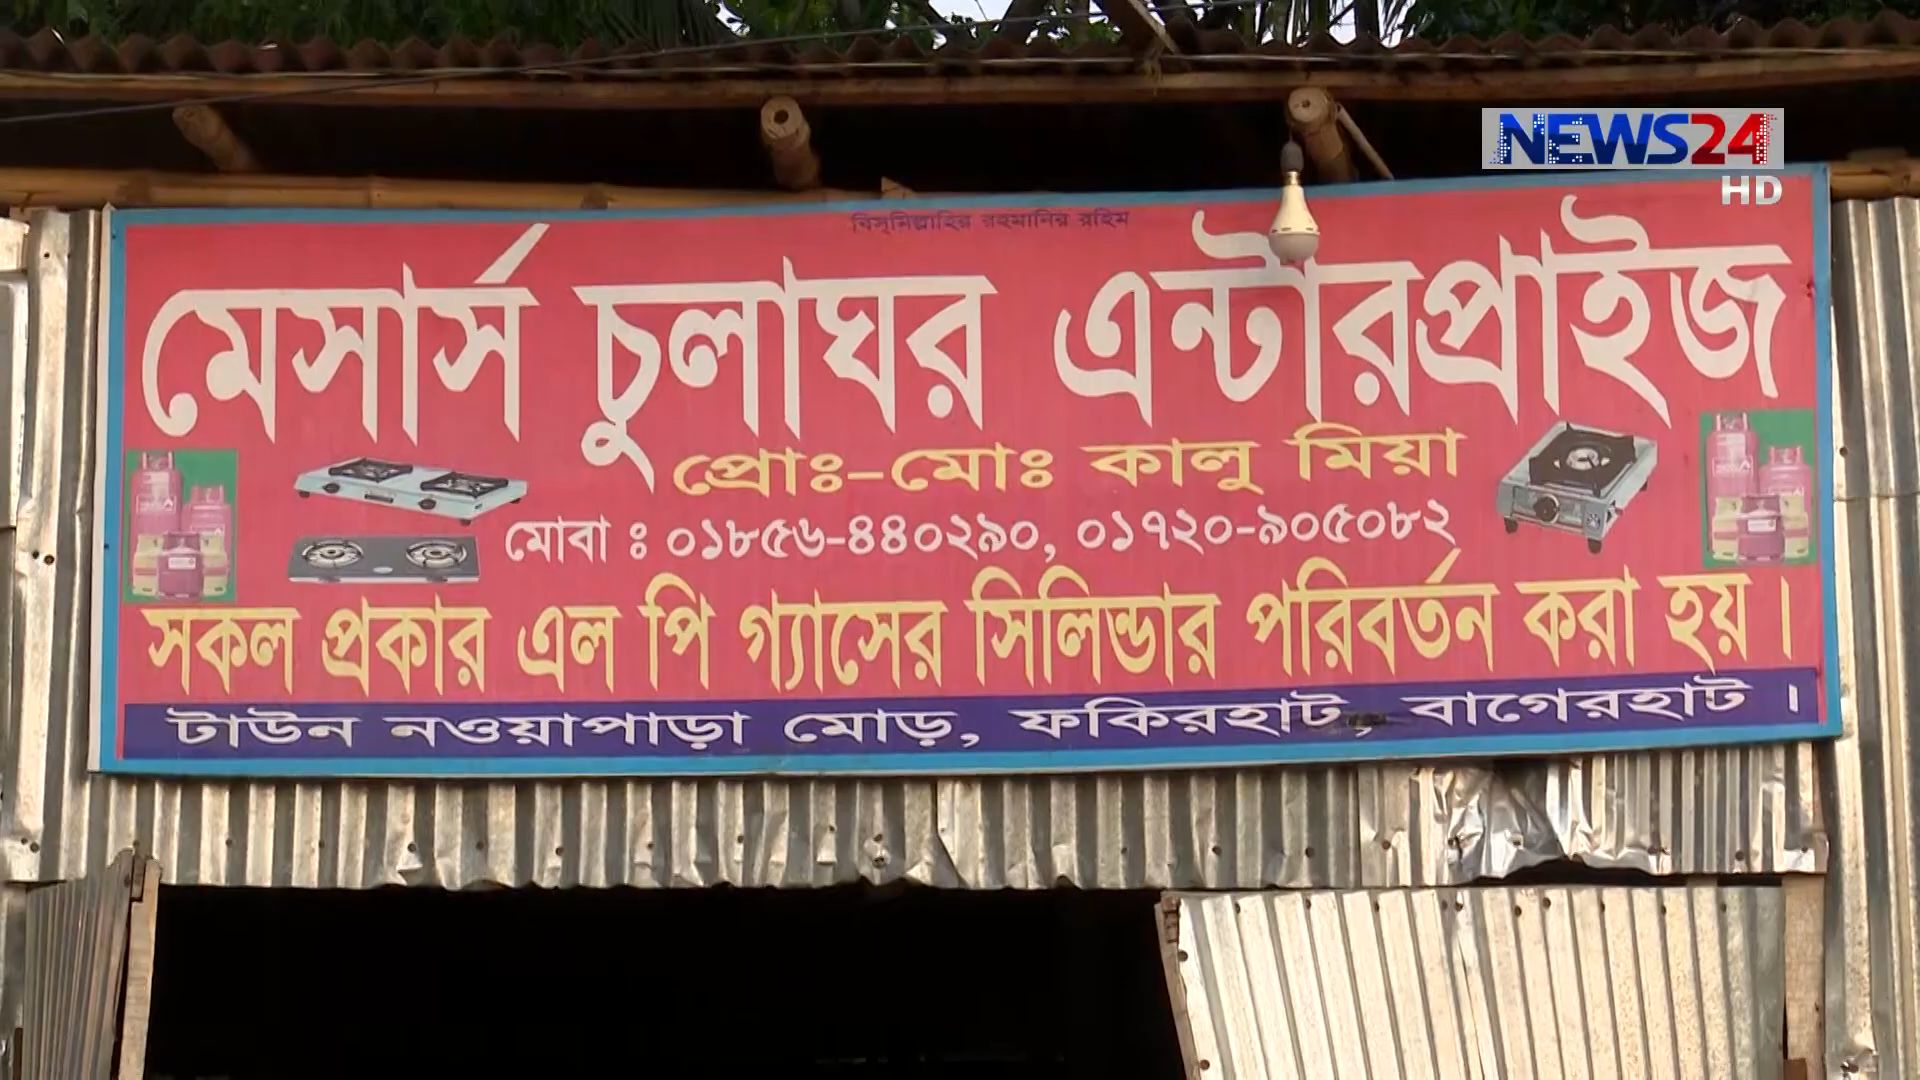 NEWS24
HD
বিস্‌মিল্লাহির রহমানির রহিম
মেসার্স চুলাঘর এন্টারপ্রাইজ
প্রোঃ-মোঃ কালু মিয়া
মোবা ঃ ০১৮৫৬-৪৪০২৯০, ০১৭২০-৯০৫০৮২
সকল প্রকার এল পি গ্যাসের সিলিন্ডার পরিবর্তন করা হয়।
টাউন নওয়াপাড়া মোড়, ফকিরহাট, বাগেরহাট।